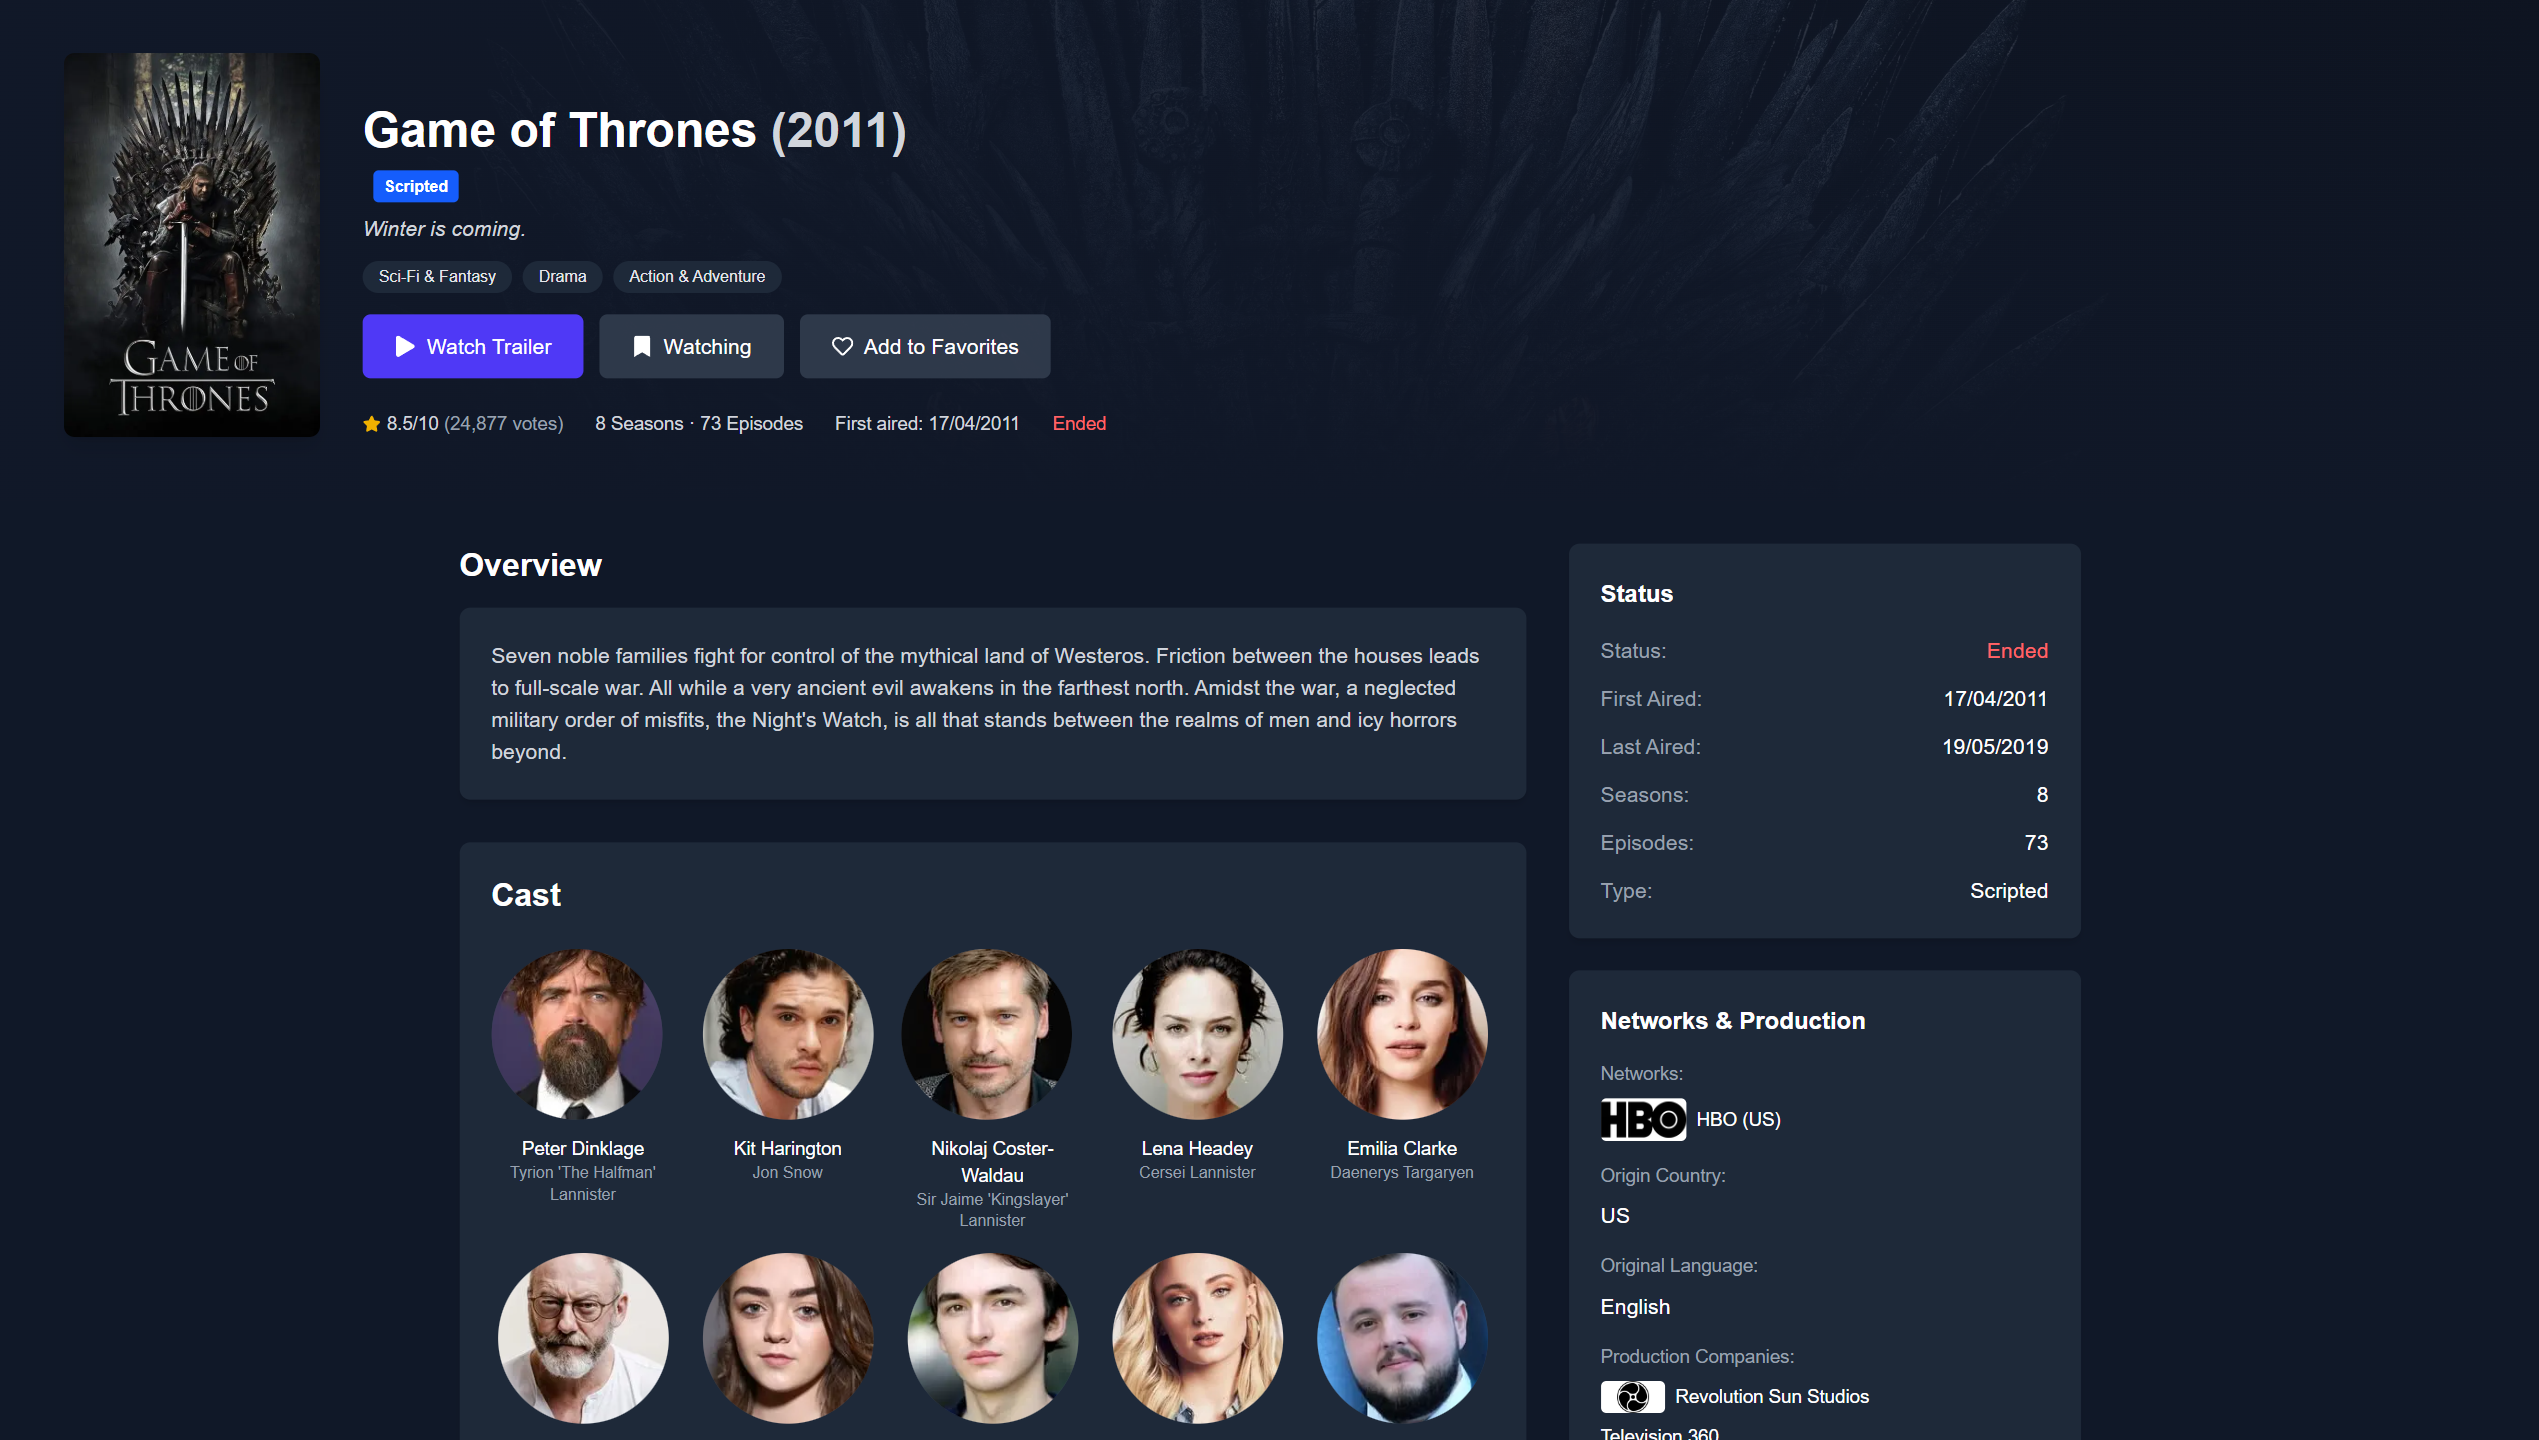 GAME OF
THRONES
Game of Thrones (2011)
Scripted
Winter is coming.
Sci-Fi & Fantasy
Drama
Action & Adventure
Watch Trailer
Watching
Add to Favorites
8.5/10 (24,877 votes)
8 Seasons · 73 Episodes
First aired: 17/04/2011
Ended
Overview
Seven noble families fight for control of the mythical land of Westeros. Friction between the houses leads
to full-scale war. All while a very ancient evil awakens in the farthest north. Amidst the war, a neglected
military order of misfits, the Night's Watch, is all that stands between the realms of men and icy horrors
beyond.
Cast
Peter Dinklage
Tyrion 'The Halfman'
Lannister
Kit Harington
Jon Snow
Nikolaj Coster-
Waldau
Sir Jaime 'Kingslayer'
Lannister
Lena Headey
Cersei Lannister
Emilia Clarke
Daenerys Targaryen
Status
Status: Ended
First Aired: 17/04/2011
Last Aired: 19/05/2019
Seasons: 8
Episodes: 73
Type: Scripted
Networks & Production
Networks:
HBO HBO (US)
Origin Country:
US
Original Language:
English
Production Companies:
Revolution Sun Studios
Television 360